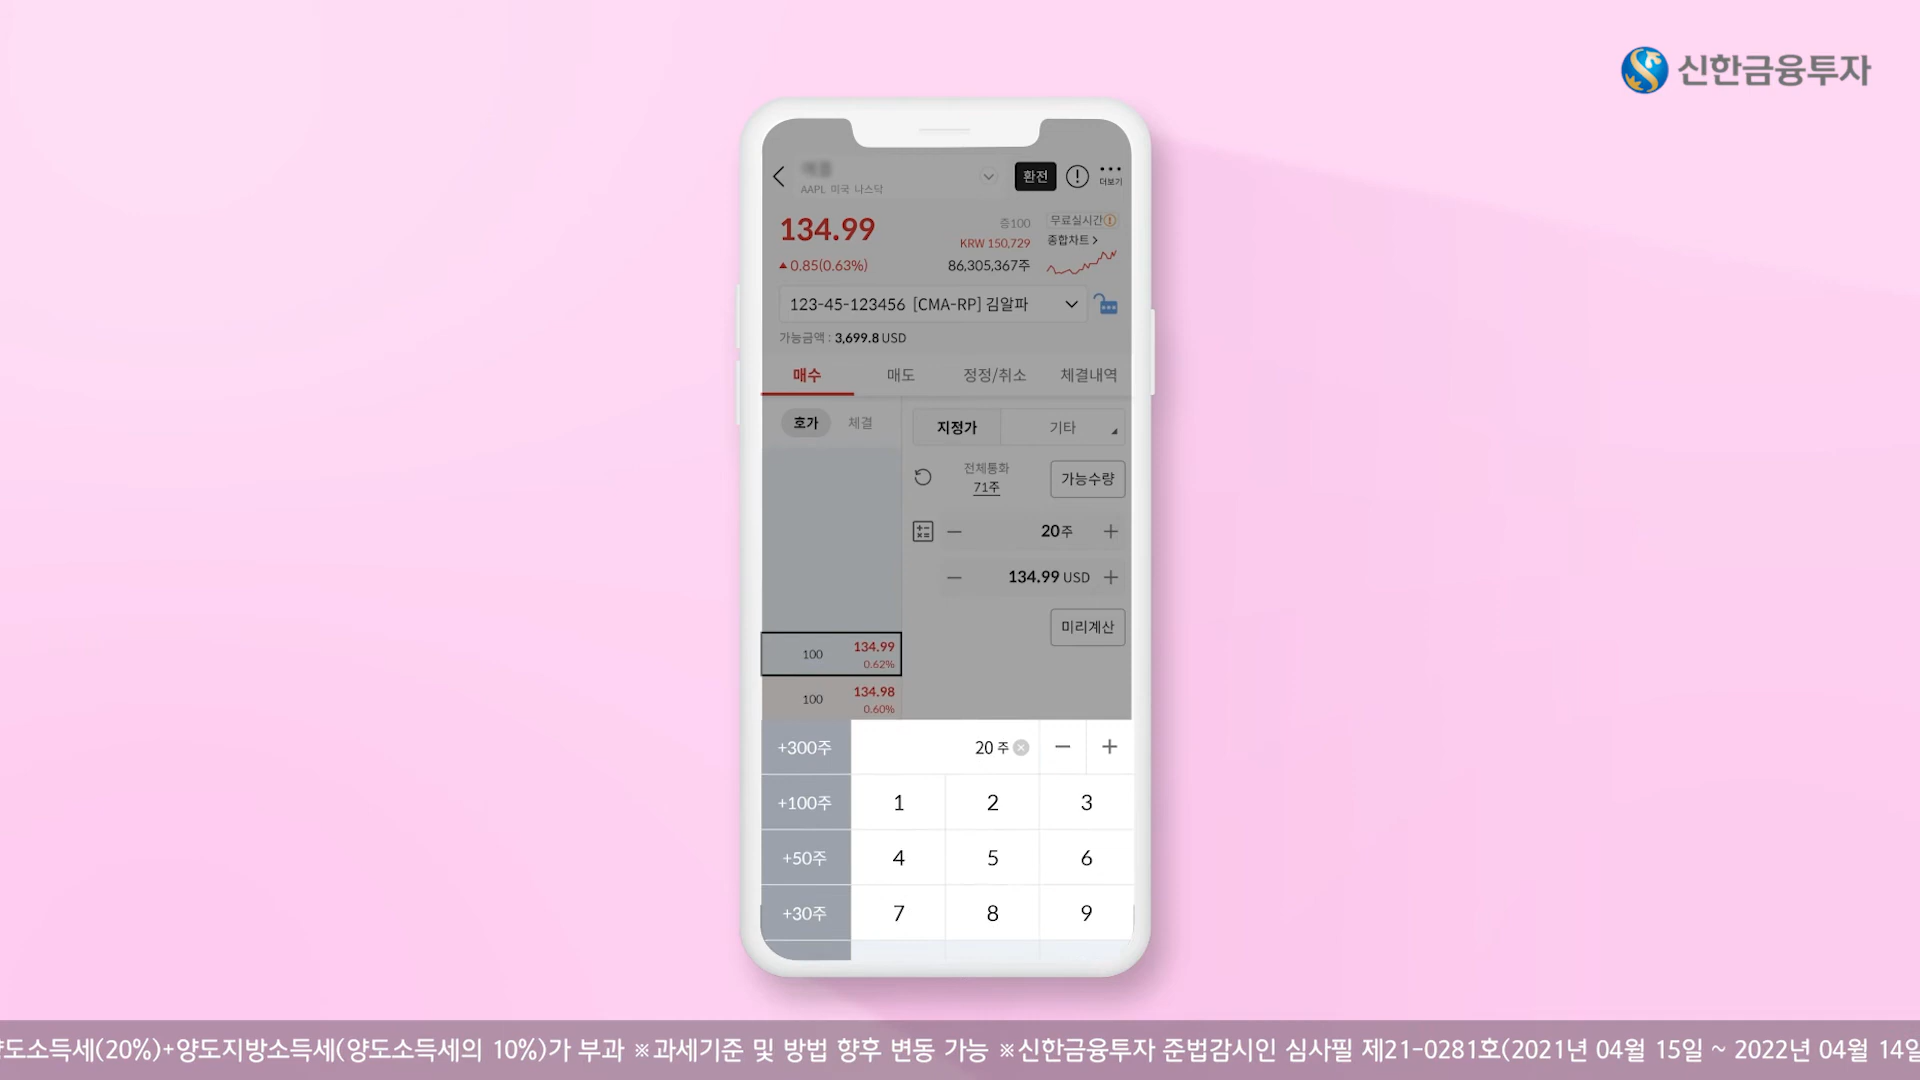 신한금융투자
AAPL 미국 나스닥
환전
더보기
134.99
증100
무료실시간
KRW 150,729
종합차트 >
▲0.85(0.63%)
86,305,367주
123-45-123456 [CMA-RP] 김알파
가능금액 : 3,699.8 USD
매수 매도 정정/취소 체결내역
호가 체결
지정가 기타
전체통화
71주
가능수량
20주
134.99 USD
미리계산
100 134.99
0.62%
100 134.98
0.60%
+300주 20 주 − +
+100주 1 2 3
+50주 4 5 6
+30주 7 8 9
도소득세(20%)+양도지방소득세(양도소득세의 10%)가 부과 ※과세기준 및 방법 향후 변동 가능 ※신한금융투자 준법감시인 심사필 제21-0281호(2021년 04월 15일 ~ 2022년 04월 14일